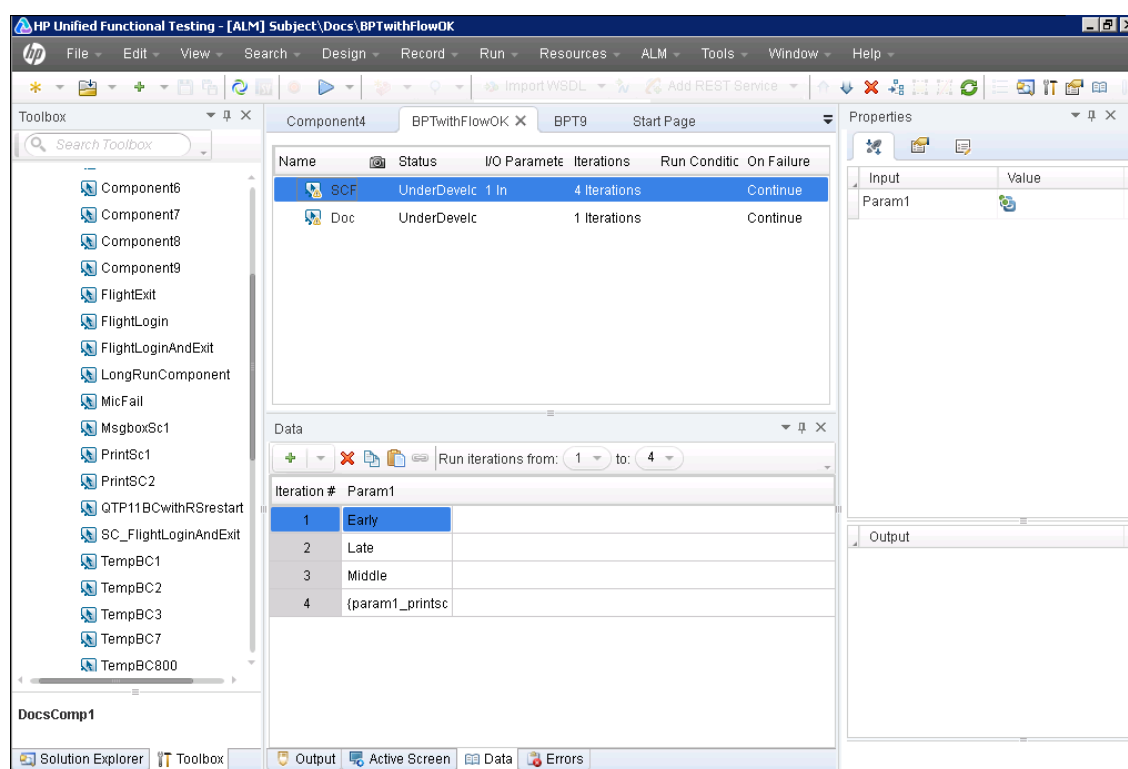 HP Unified Functional Testing - [ALM] Subject\Docs\BPTwithFlowOK
hp File Edit View Search Design Record Run Resources ALM Tools Window Help
Import WSDL Add REST Service
Toolbox
Search Toolbox
Component6
Component7
Component8
Component9
FlightExit
FlightLogin
FlightLoginAndExit
LongRunComponent
MicFail
MsgboxSc1
PrintSc1
PrintSC2
QTP11BCwithRSrestart
SC_FlightLoginAndExit
TempBC1
TempBC2
TempBC3
TempBC7
TempBC800
DocsComp1
Solution Explorer Toolbox
Component4 BPTwithFlowOK BPT9 Start Page
Name Status I/O Paramete Iterations Run Conditic On Failure
SCF UnderDevelc 1 In 4 Iterations Continue
Doc UnderDevelc 1 Iterations Continue
Data
Run iterations from: 1 to: 4
Iteration # Param1
1 Early
2 Late
3 Middle
4 {param1_printsc
Output Active Screen Data Errors
Properties
Input Value
Param1
Output